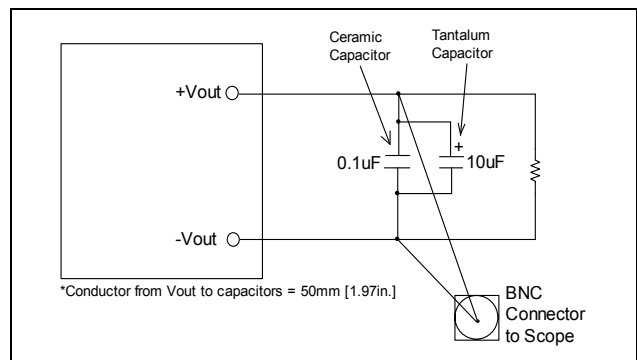 Ceramic
Capacitor
Tantalum
Capacitor
+Vout
+
0.1uF
10uF
-Vout
*Conductor from Vout to capacitors = 50mm [1.97in.]
BNC
Connector
to Scope